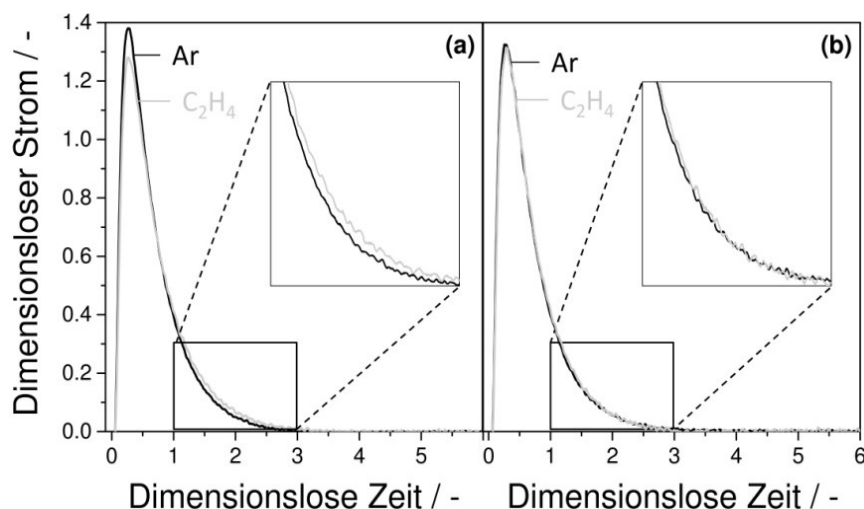 Dimensionsloser Strom / -
1.4
1.2
1.0
0.8
0.6
0.4
0.2
0.0
(a)
Ar
C₂H₄
0 1 2 3 4 5
Dimensionslose Zeit / -
(b)
Ar
C₂H₄
0 1 2 3 4 5 6
Dimensionslose Zeit / -